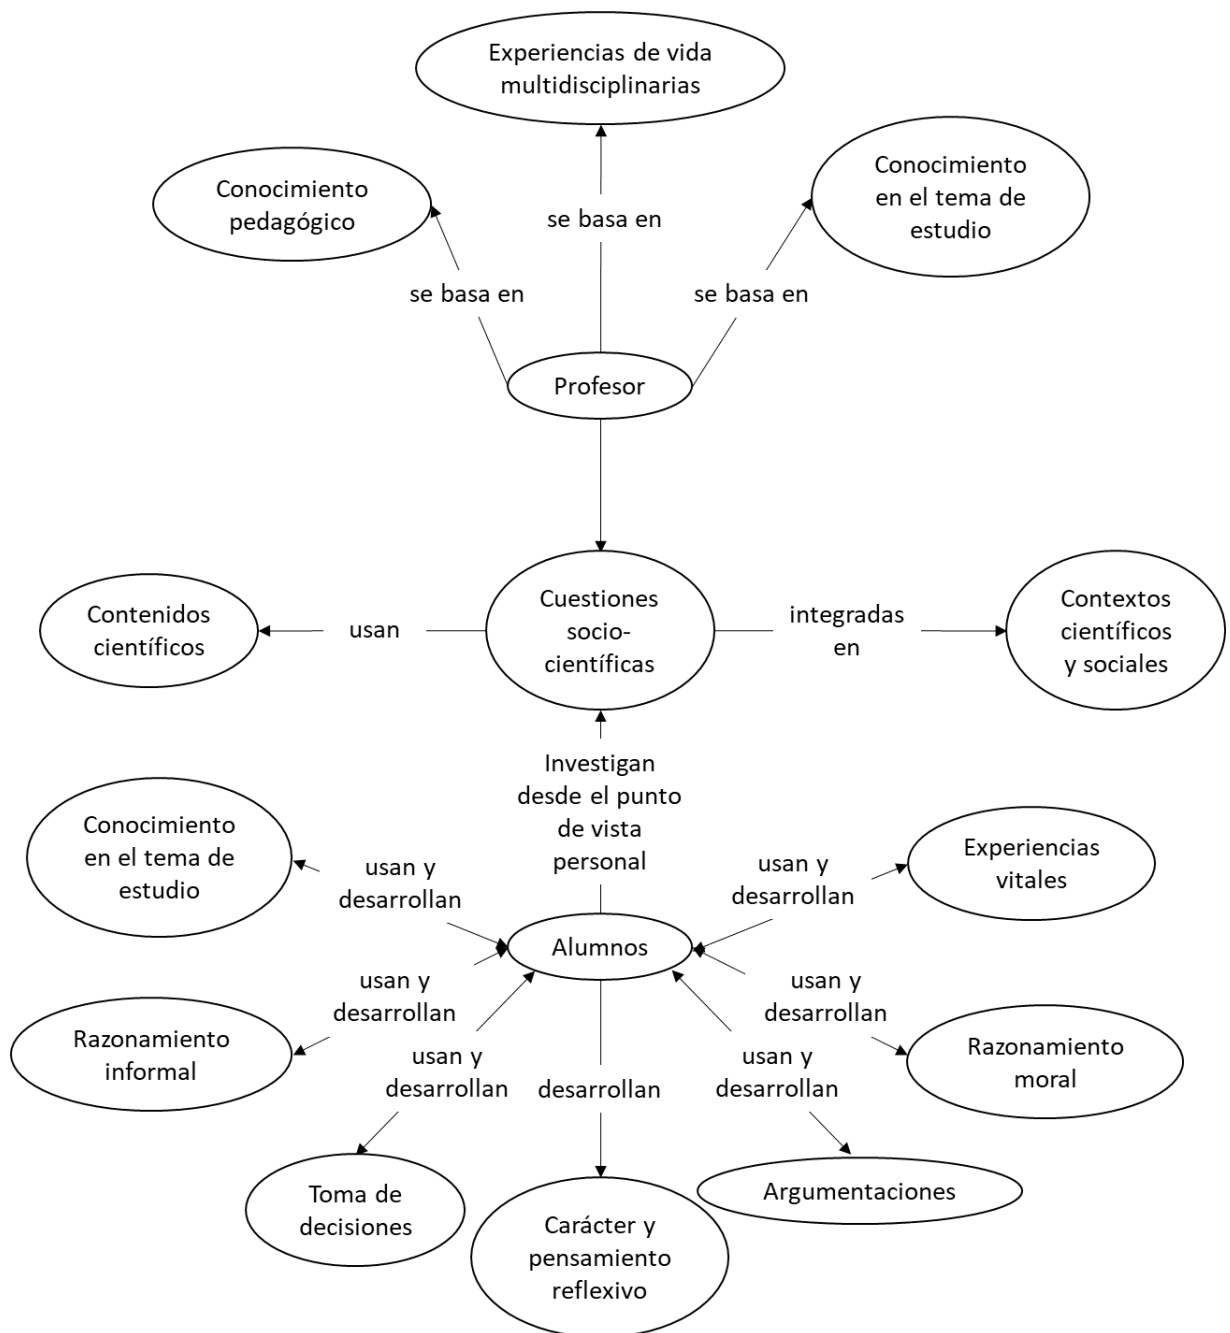 Experiencias de vida
multidisciplinarias
Conocimiento
pedagógico
Conocimiento
en el tema de
estudio
se basa en
se basa en
se basa en
Profesor
Contenidos
científicos
usan
Cuestiones
socio-
científicas
integradas
en
Contextos
científicos
y sociales
Investigan
desde el punto
de vista
personal
Conocimiento
en el tema de
estudio
usan y
desarrollan
usan y
desarrollan
Experiencias
vitales
Alumnos
Razonamiento
informal
usan y
desarrollan
usan y
desarrollan
Razonamiento
moral
usan y
desarrollan
desarrollan
usan y
desarrollan
Toma de
decisiones
Carácter y
pensamiento
reflexivo
Argumentaciones